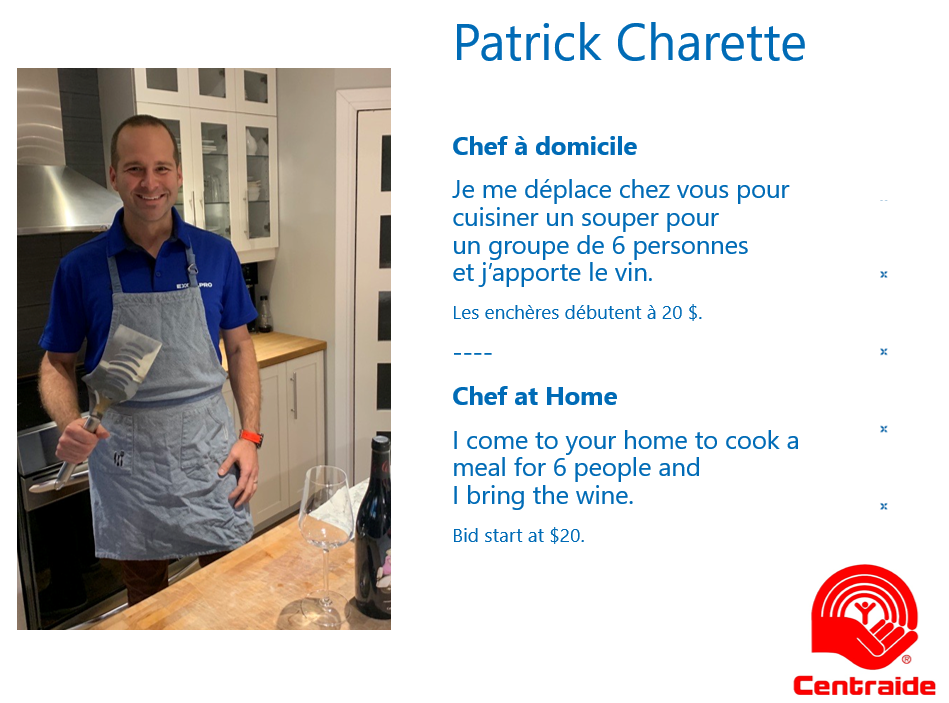 Patrick Charette
Chef à domicile
Je me déplace chez vous pour
cuisiner un souper pour
un groupe de 6 personnes
et j'apporte le vin.
Les enchères débutent à 20 $.
----
Chef at Home
I come to your home to cook a
meal for 6 people and
I bring the wine.
Bid start at $20.
®
Centraide